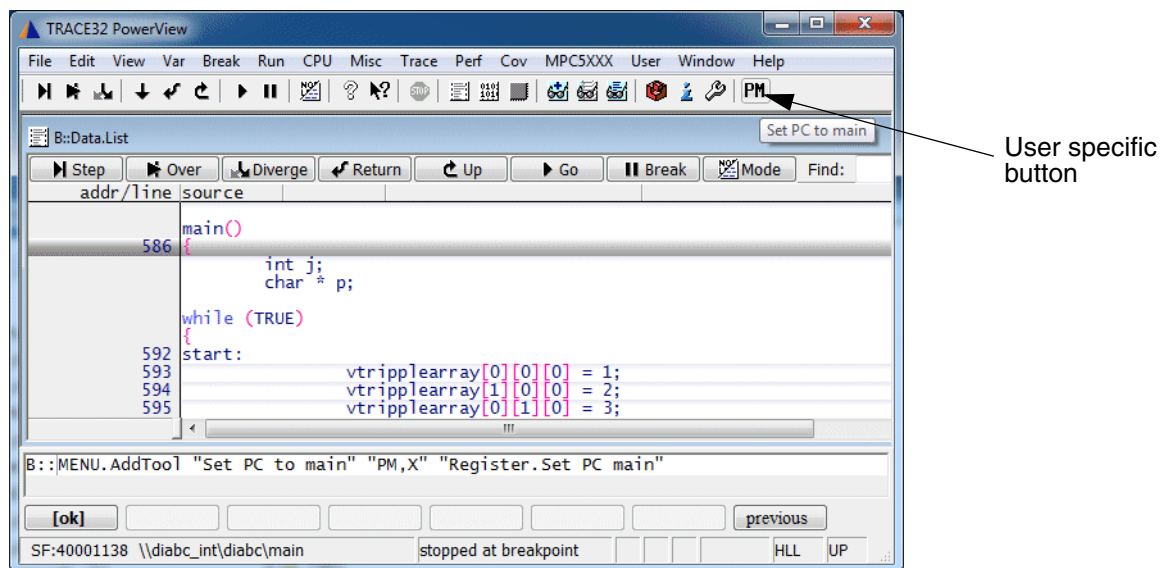 TRACE32 PowerView
File Edit View Var Break Run CPU Misc Trace Perf Cov MPC5XXX User Window Help
STOP PM
Set PC to main
B::Data.List
Step Over Diverge Return Up Go Break Mode Find:
addr/line source
main()
586 {
int j;
char * p;
while (TRUE)
{
592 start:
593 vtripplearray[0][0][0] = 1;
594 vtripplearray[1][0][0] = 2;
595 vtripplearray[0][1][0] = 3;
B::MENU.AddTool "Set PC to main" "PM,X" "Register.Set PC main"
[ok] previous
SF:40001138 \\diabc_int\diabc\main stopped at breakpoint HLL UP
User specific
button